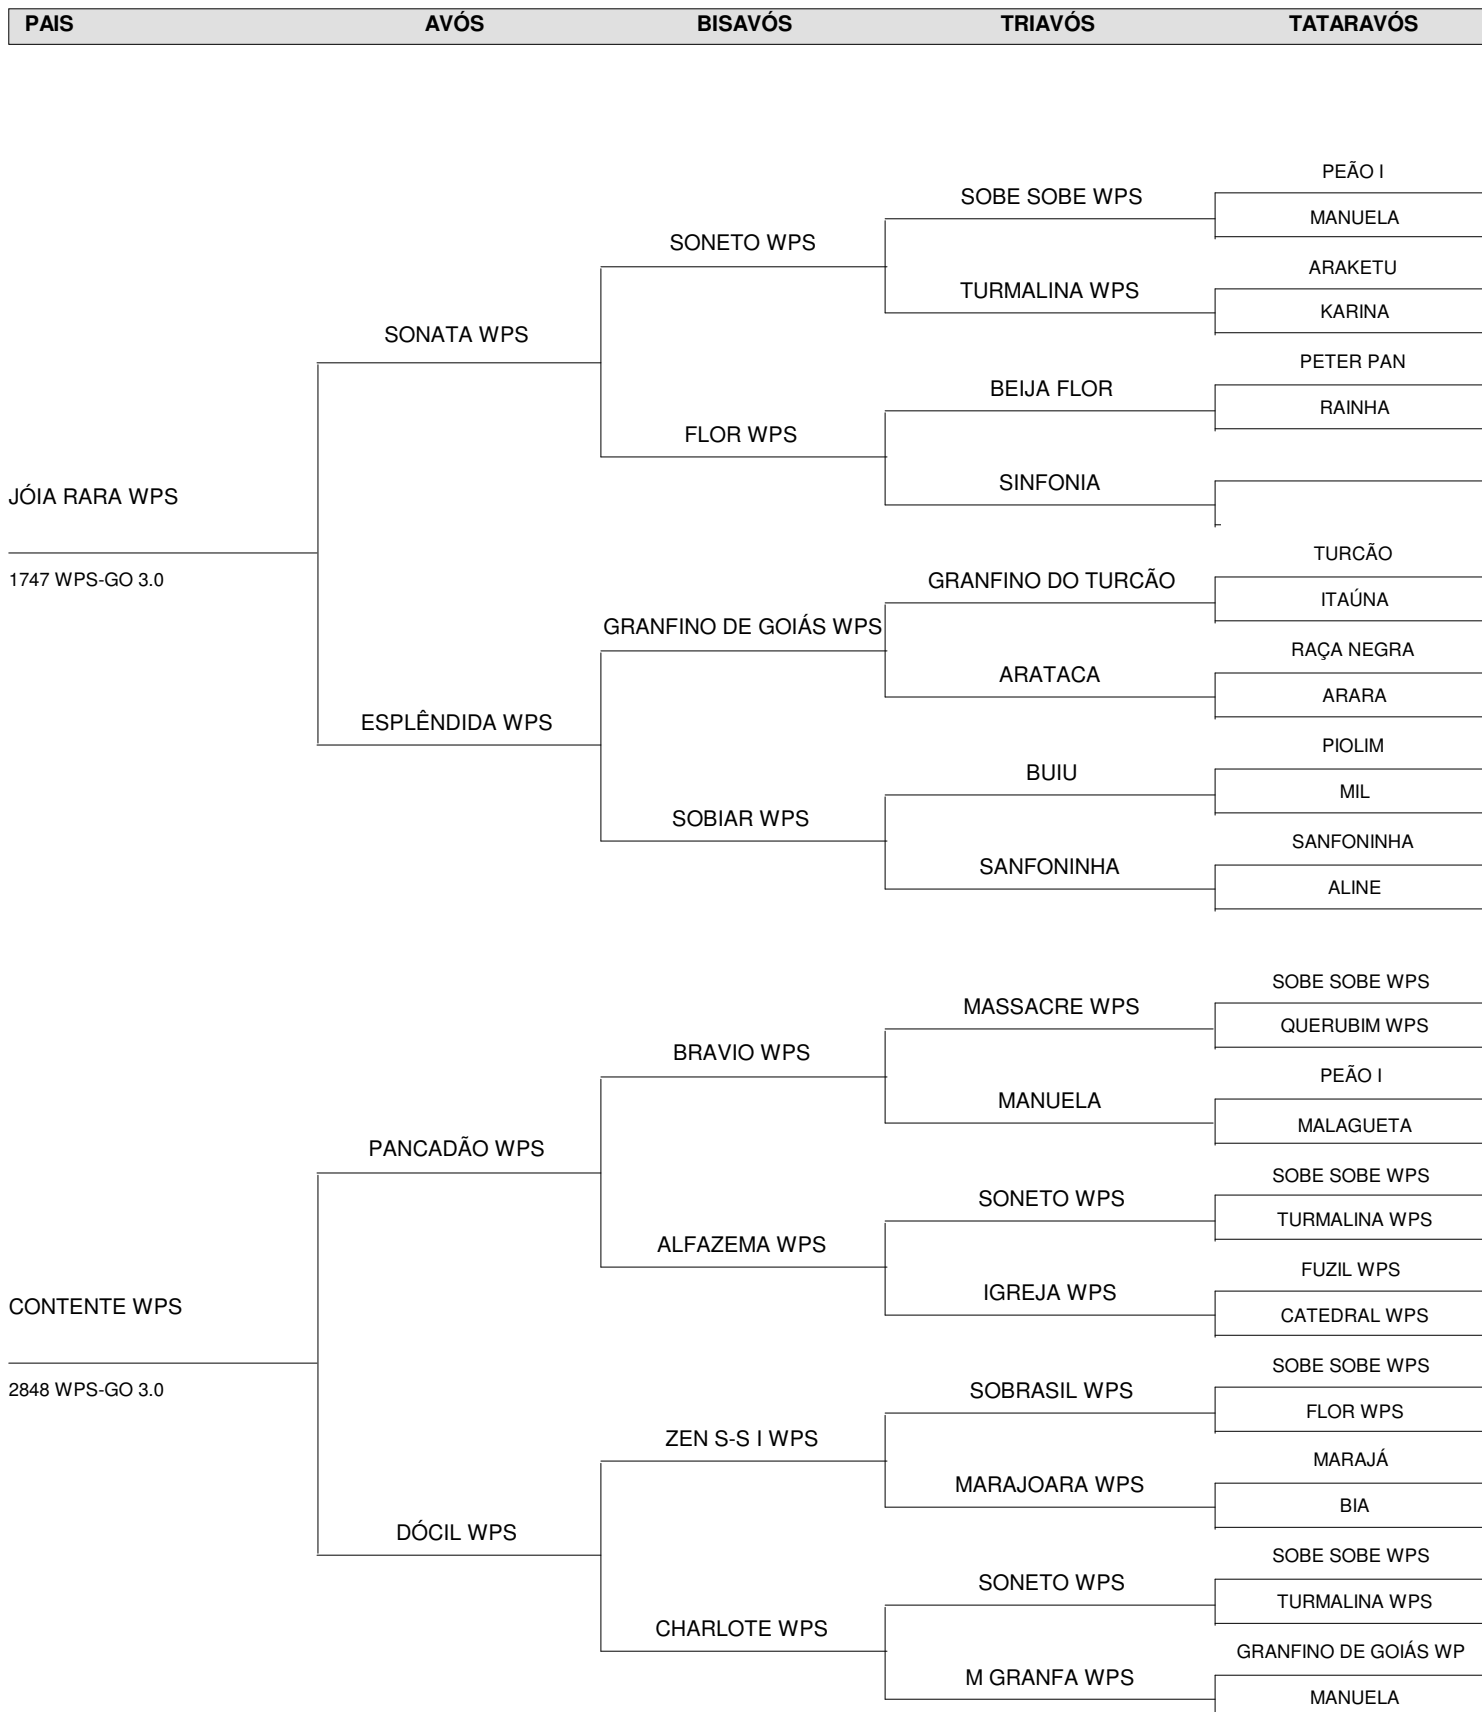 PAIS AVÓS BISAVÓS TRIAVÓS TATARAVÓS
PEÃO I
SOBE SOBE WPS
MANUELA
SONETO WPS
ARAKETU
TURMALINA WPS
KARINA
SONATA WPS
PETER PAN
BEIJA FLOR
RAINHA
FLOR WPS
SINFONIA
JÓIA RARA WPS
TURCÃO
1747 WPS-GO 3.0
GRANFINO DO TURCÃO
ITAÚNA
GRANFINO DE GOIÁS WPS
RAÇA NEGRA
ARATACA
ARARA
ESPLÊNDIDA WPS
PIOLIM
BUIU
MIL
SOBIAR WPS
SANFONINHA
SANFONINHA
ALINE
SOBE SOBE WPS
MASSACRE WPS
QUERUBIM WPS
BRAVIO WPS
PEÃO I
MANUELA
MALAGUETA
PANCADÃO WPS
SOBE SOBE WPS
SONETO WPS
TURMALINA WPS
ALFAZEMA WPS
FUZIL WPS
IGREJA WPS
CONTENTE WPS
CATEDRAL WPS
SOBE SOBE WPS
2848 WPS-GO 3.0
SOBRASIL WPS
FLOR WPS
ZEN S-S I WPS
MARAJÁ
MARAJOARA WPS
BIA
DÓCIL WPS
SOBE SOBE WPS
SONETO WPS
TURMALINA WPS
CHARLOTE WPS
GRANFINO DE GOIÁS WP
M GRANFA WPS
MANUELA